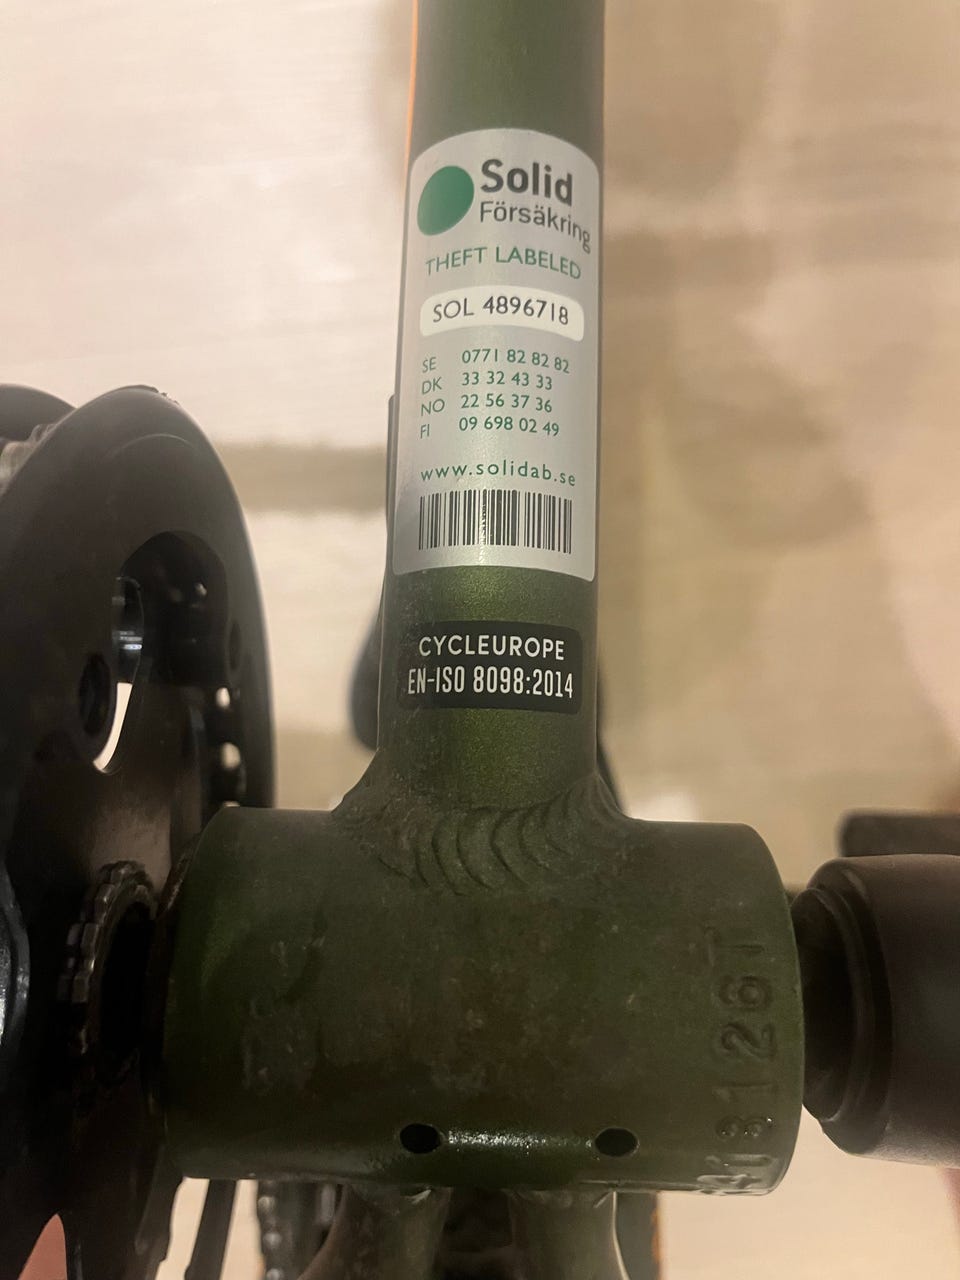 Solid
Försäkring
THEFT LABELED
SOL 4896718
SE 0771 82 82 82
DK 33 32 43 33
NO 22 56 37 36
FI 09 698 02 49
www.solidab.se
CYCLEUROPE
EN-ISO 8098:2014